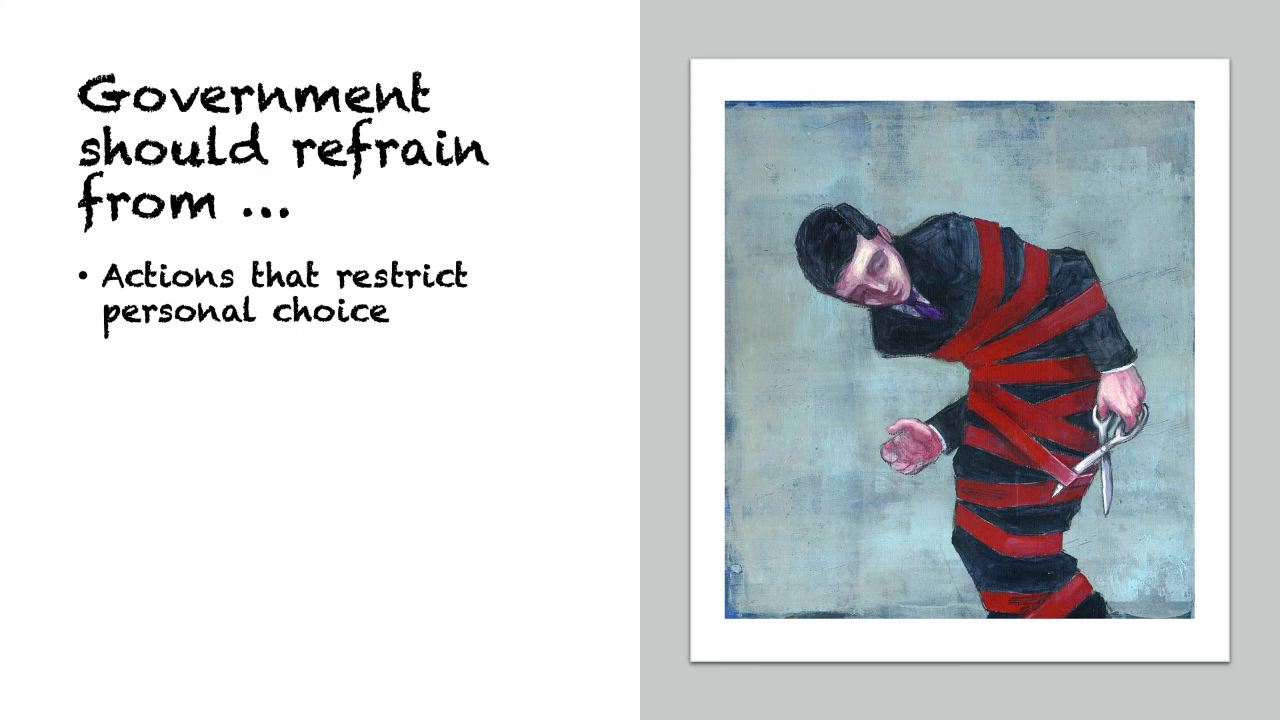 Government
should refrain
from ...
• Actions that restrict
personal choice